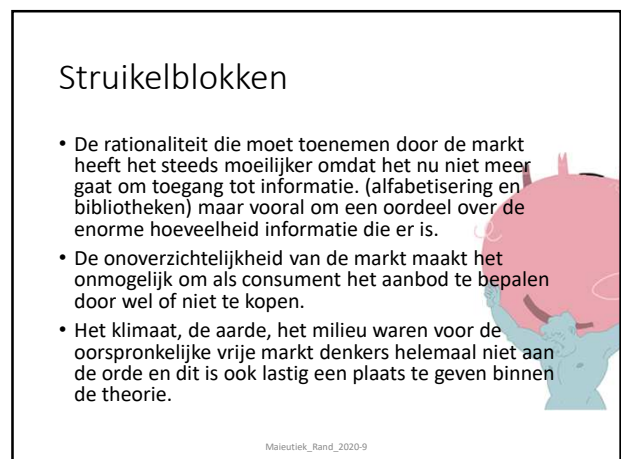 Struikelblokken
• De rationaliteit die moet toenemen door de markt
heeft het steeds moeilijker omdat het nu niet meer
gaat om toegang tot informatie. (alfabetisering en
bibliotheken) maar vooral om een oordeel over de
enorme hoeveelheid informatie die er is.
• De onoverzichtelijkheid van de markt maakt het
onmogelijk om als consument het aanbod te bepalen
door wel of niet te kopen.
• Het klimaat, de aarde, het milieu waren voor de
oorspronkelijke vrije markt denkers helemaal niet aan
de orde en dit is ook lastig een plaats te geven binnen
de theorie.
Maieutiek_Rand_2020-9